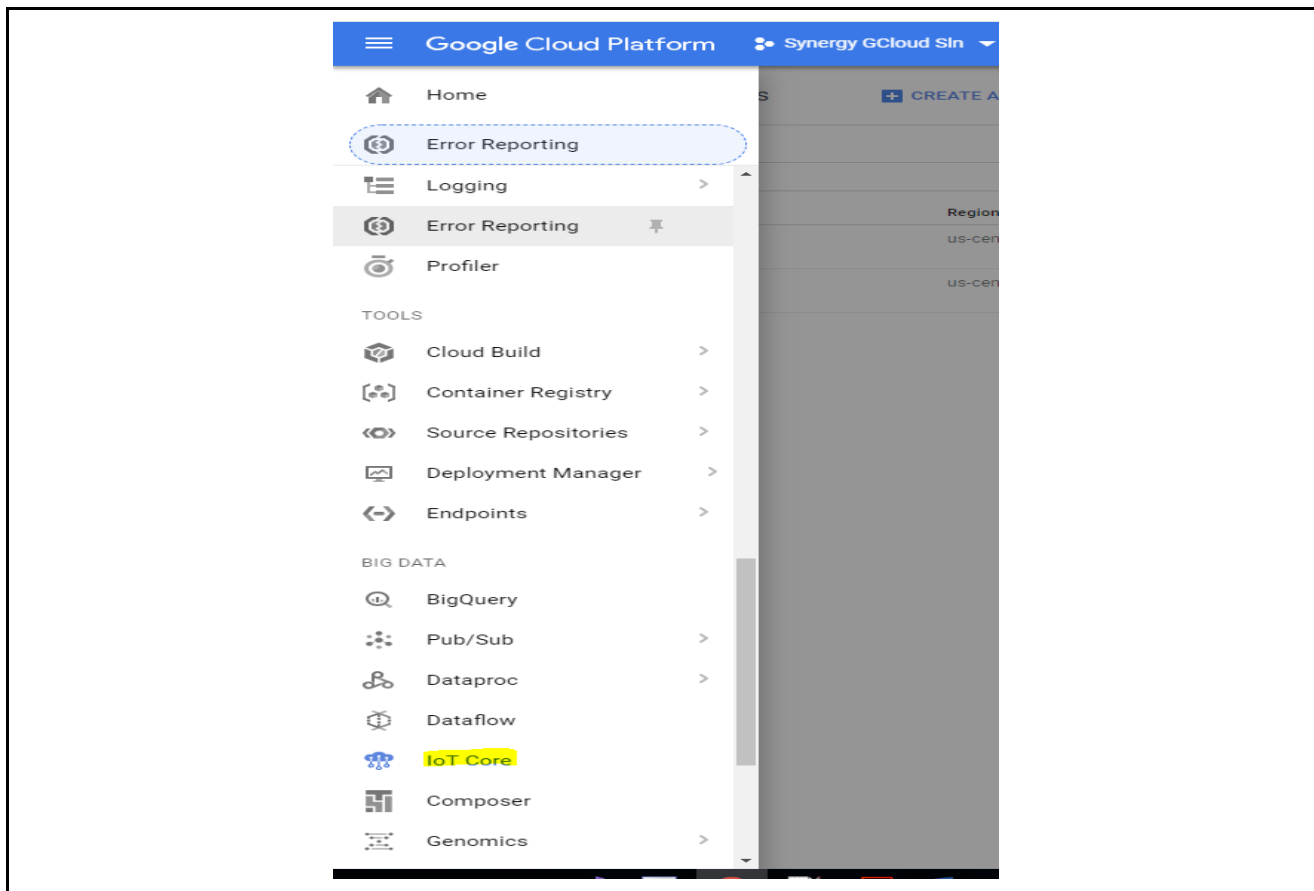 Google Cloud Platform
Synergy GCloud Sln
Home
S
CREATE A
Error Reporting
Logging
Error Reporting
Region
us-cen
Profiler
us-cen
TOOLS
Cloud Build
Container Registry
Source Repositories
Deployment Manager
Endpoints
BIG DATA
BigQuery
Pub/Sub
Dataproc
Dataflow
IoT Core
Composer
Genomics